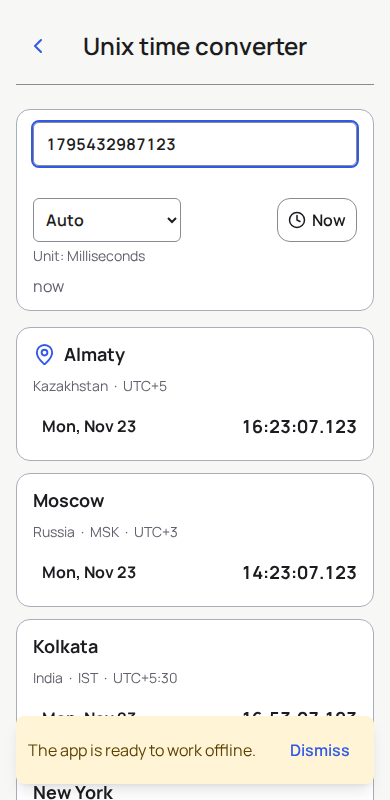 Unix time converter
1795432987123
Auto
Now
Unit: Milliseconds
now
Almaty
Kazakhstan · UTC+5
Mon, Nov 23 16:23:07.123
Moscow
Russia · MSK · UTC+3
Mon, Nov 23 14:23:07.123
Kolkata
India · IST · UTC+5:30
The app is ready to work offline. Dismiss
New York